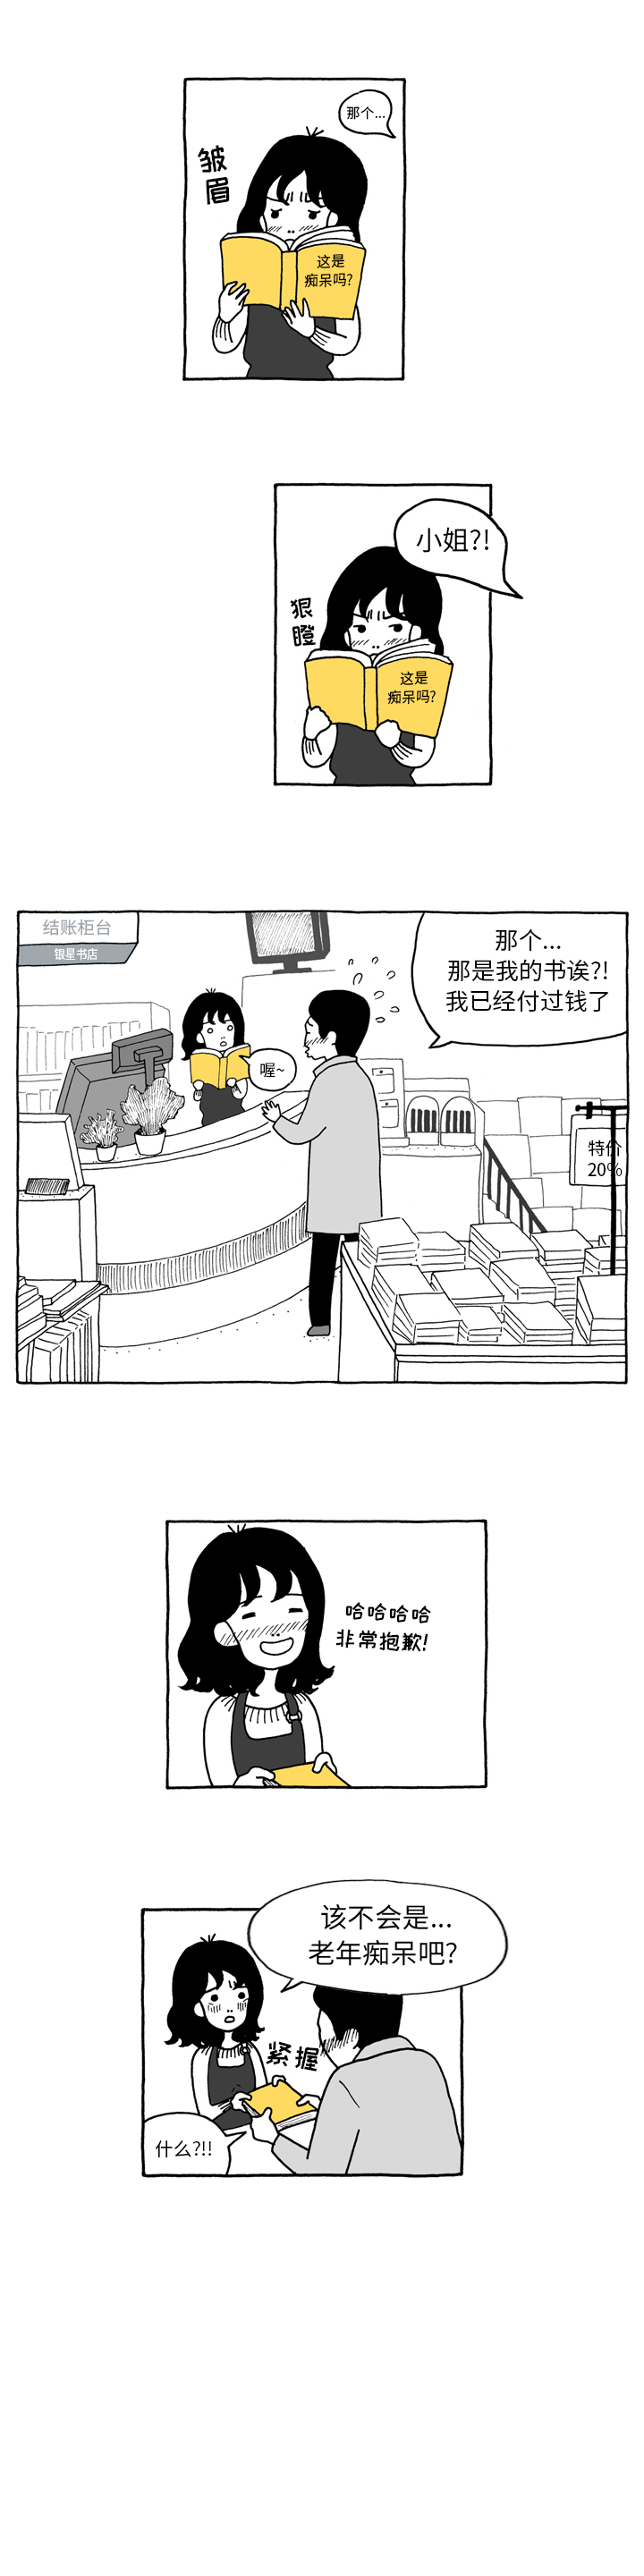 那个...
皱
眉
这是
痴呆吗?
小姐?!
狠
瞪
这是
痴呆吗?
结账柜台
银星书店
那个...
那是我的书诶?!
我已经付过钱了
喔~
特价
20%
哈哈哈哈
非常抱歉!
该不会是...
老年痴呆吧?
紧握
什么?!!